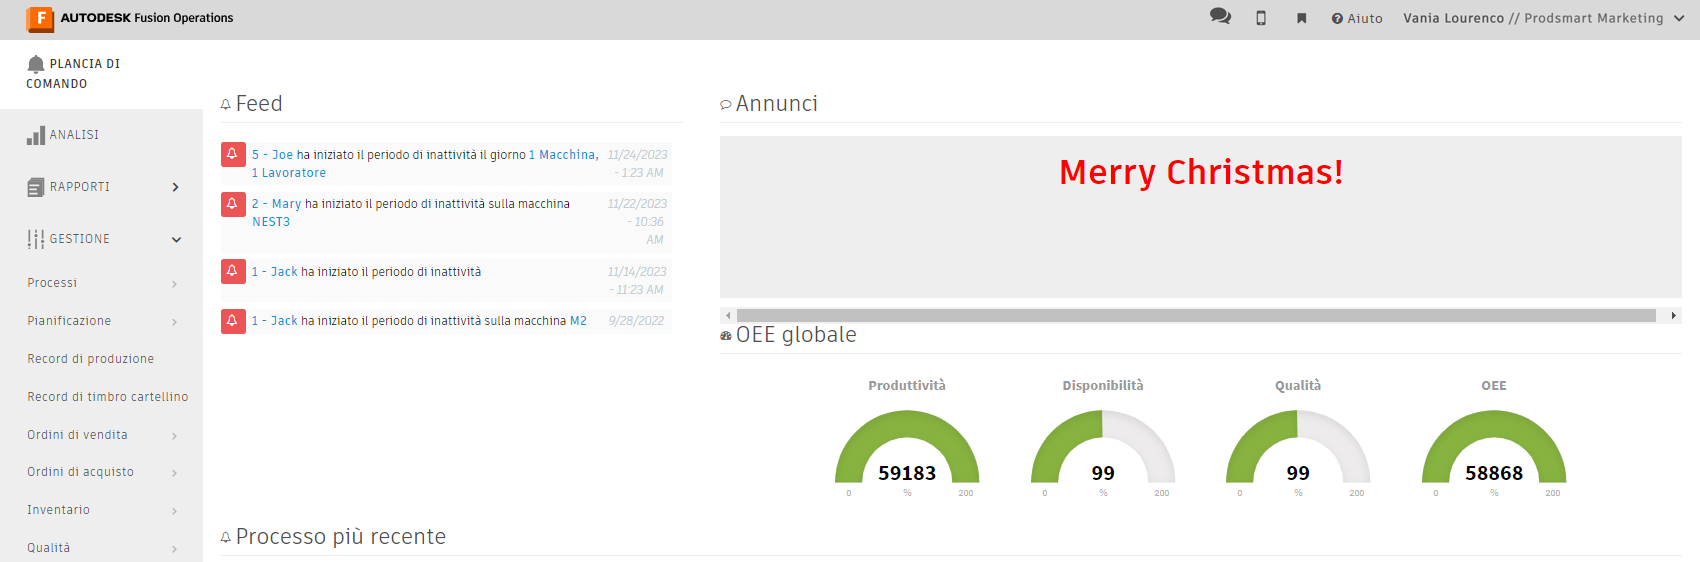 F AUTODESK Fusion Operations
Aiuto
Vania Lourenco // Prodsmart Marketing
PLANCIA DI
COMANDO
ANALISI
RAPPORTI
GESTIONE
Processi
Pianificazione
Record di produzione
Record di timbro cartellino
Ordini di vendita
Ordini di acquisto
Inventario
Qualità
Feed
5 - Joe ha iniziato il periodo di inattività il giorno 1 Macchina, 11/24/2023
1 Lavoratore - 1:23 AM
2 - Mary ha iniziato il periodo di inattività sulla macchina 11/22/2023
NEST3 - 10:36
AM
1 - Jack ha iniziato il periodo di inattività 11/14/2023
- 11:23 AM
1 - Jack ha iniziato il periodo di inattività sulla macchina M2 9/28/2022
Annunci
Merry Christmas!
OEE globale
Produttività Disponibilità Qualità OEE
59183 99 99 58868
0 % 200 0 % 200 0 % 200 0 % 200
Processo più recente